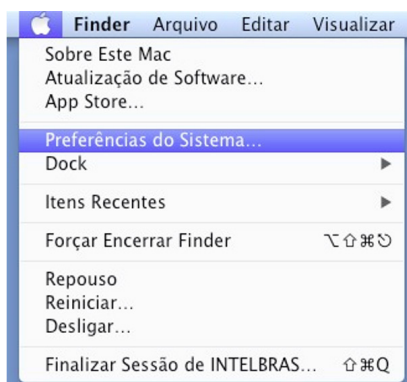 Finder Arquivo Editar Visualizar
Sobre Este Mac
Atualização de Software...
App Store...
Preferências do Sistema...
Dock ▶
Itens Recentes ▶
Forçar Encerrar Finder ⌥⇧⌘⎋
Repouso
Reiniciar...
Desligar...
Finalizar Sessão de INTELBRAS... ⇧⌘Q